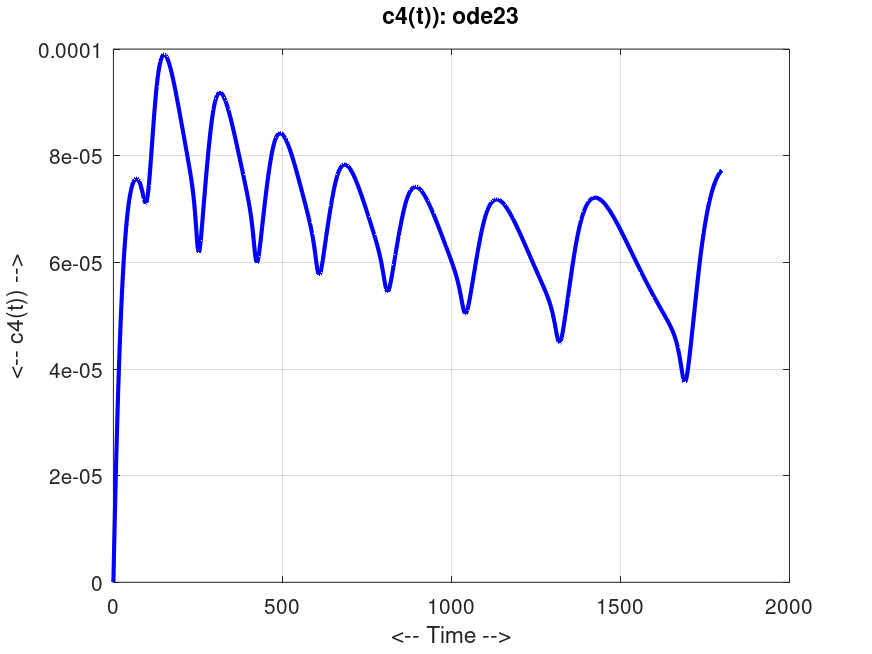 c4(t)): ode23
0.0001
8e-05
6e-05
4e-05
2e-05
0
<-- c4(t)) -->
0 500 1000 1500 2000
<-- Time -->